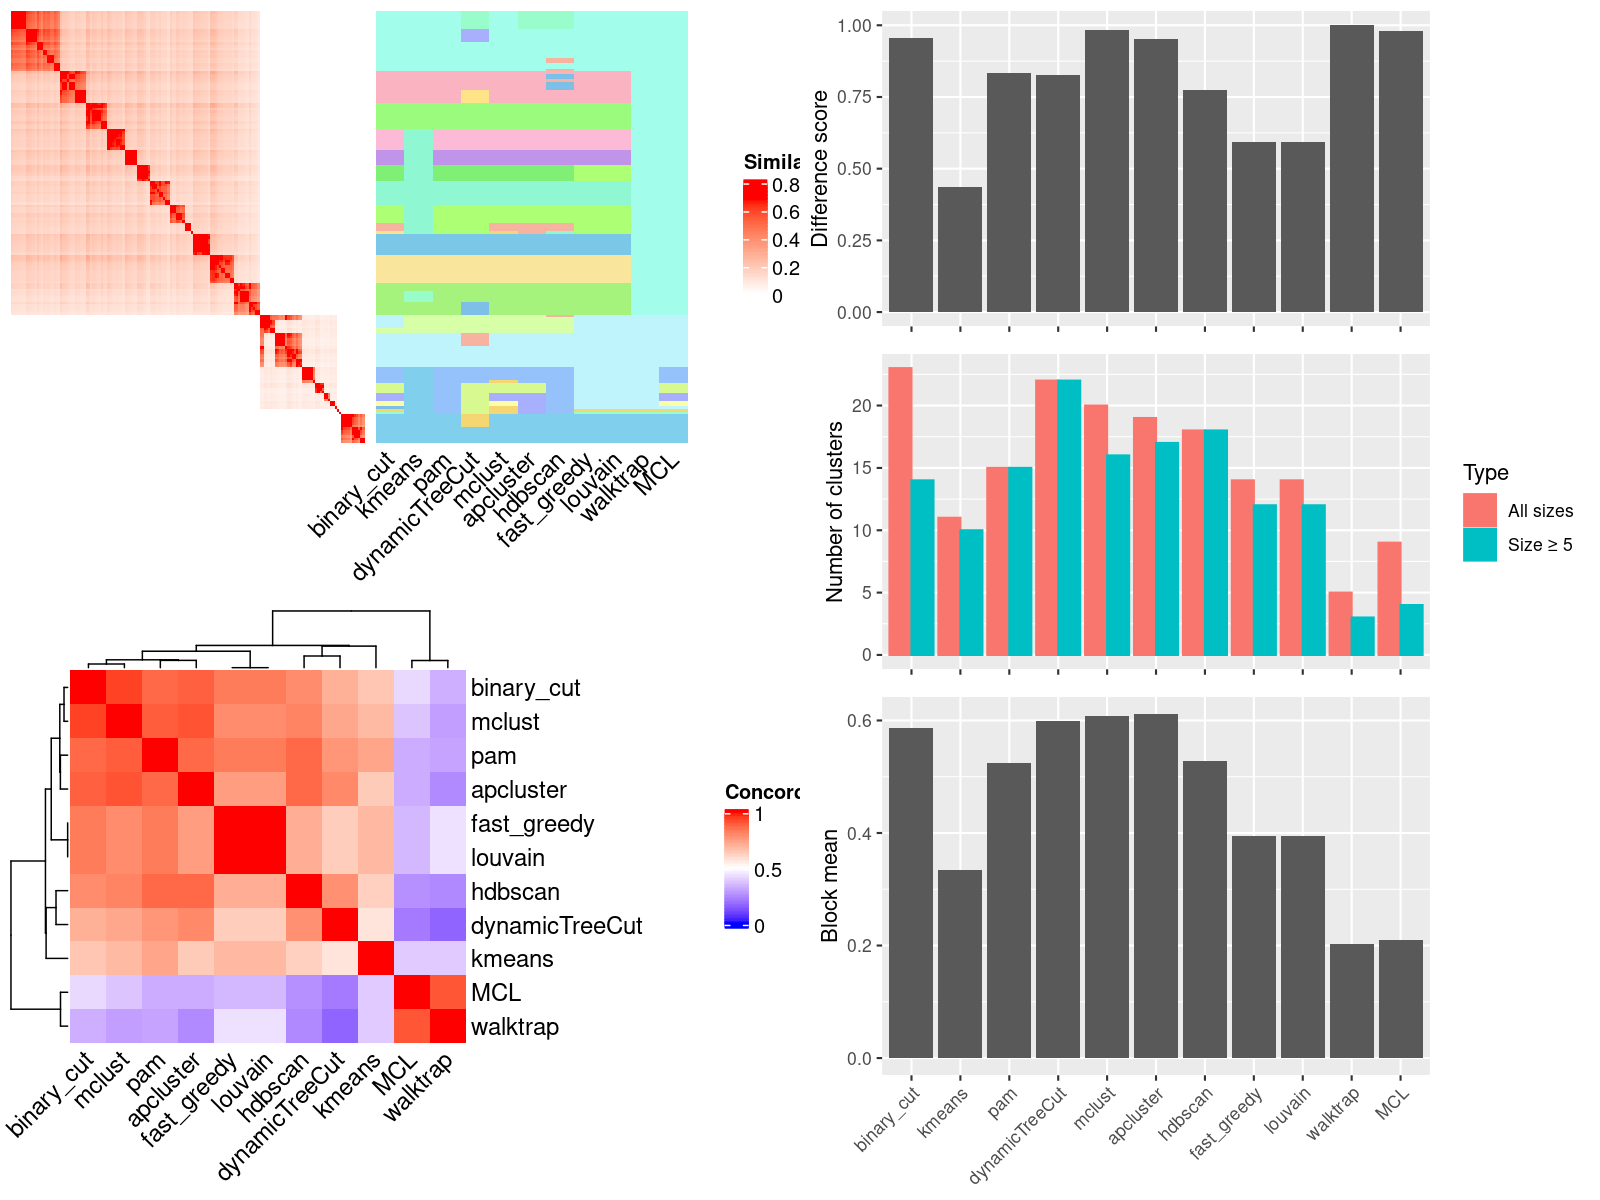 Simila
0.8
0.6
0.4
0.2
0
binary_cut
kmeans
pam
dynamicTreeCut
mclust
apcluster
hdbscan
fast_greedy
louvain
walktrap
MCL
binary_cut
mclust
pam
apcluster
fast_greedy
louvain
hdbscan
dynamicTreeCut
kmeans
MCL
walktrap
binary_cut
mclust
pam
apcluster
fast_greedy
louvain
hdbscan
dynamicTreeCut
kmeans
MCL
walktrap
Concord
1
0.5
0
Difference score
1.00
0.75
0.50
0.25
0.00
Number of clusters
20
15
10
5
0
Type
All sizes
Size ≥ 5
Block mean
0.6
0.4
0.2
0.0
binary_cut
kmeans
pam
dynamicTreeCut
mclust
apcluster
hdbscan
fast_greedy
louvain
walktrap
MCL